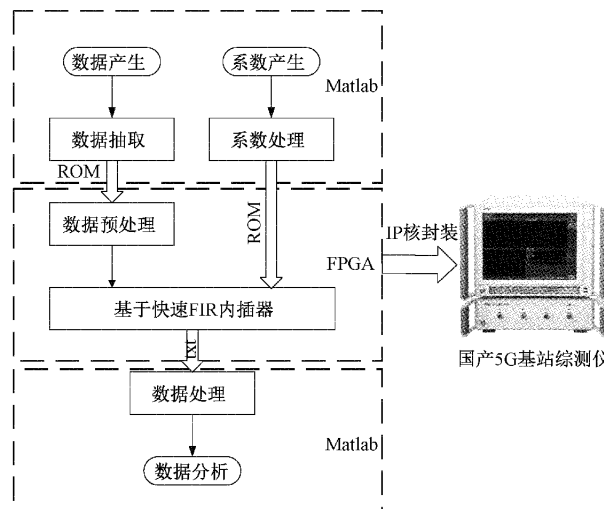 数据产生
系数产生
Matlab
数据抽取
系数处理
ROM
ROM
数据预处理
IP核封装
FPGA
基于快速FIR内插器
txt
国产5G基站综测仪
数据处理
Matlab
数据分析